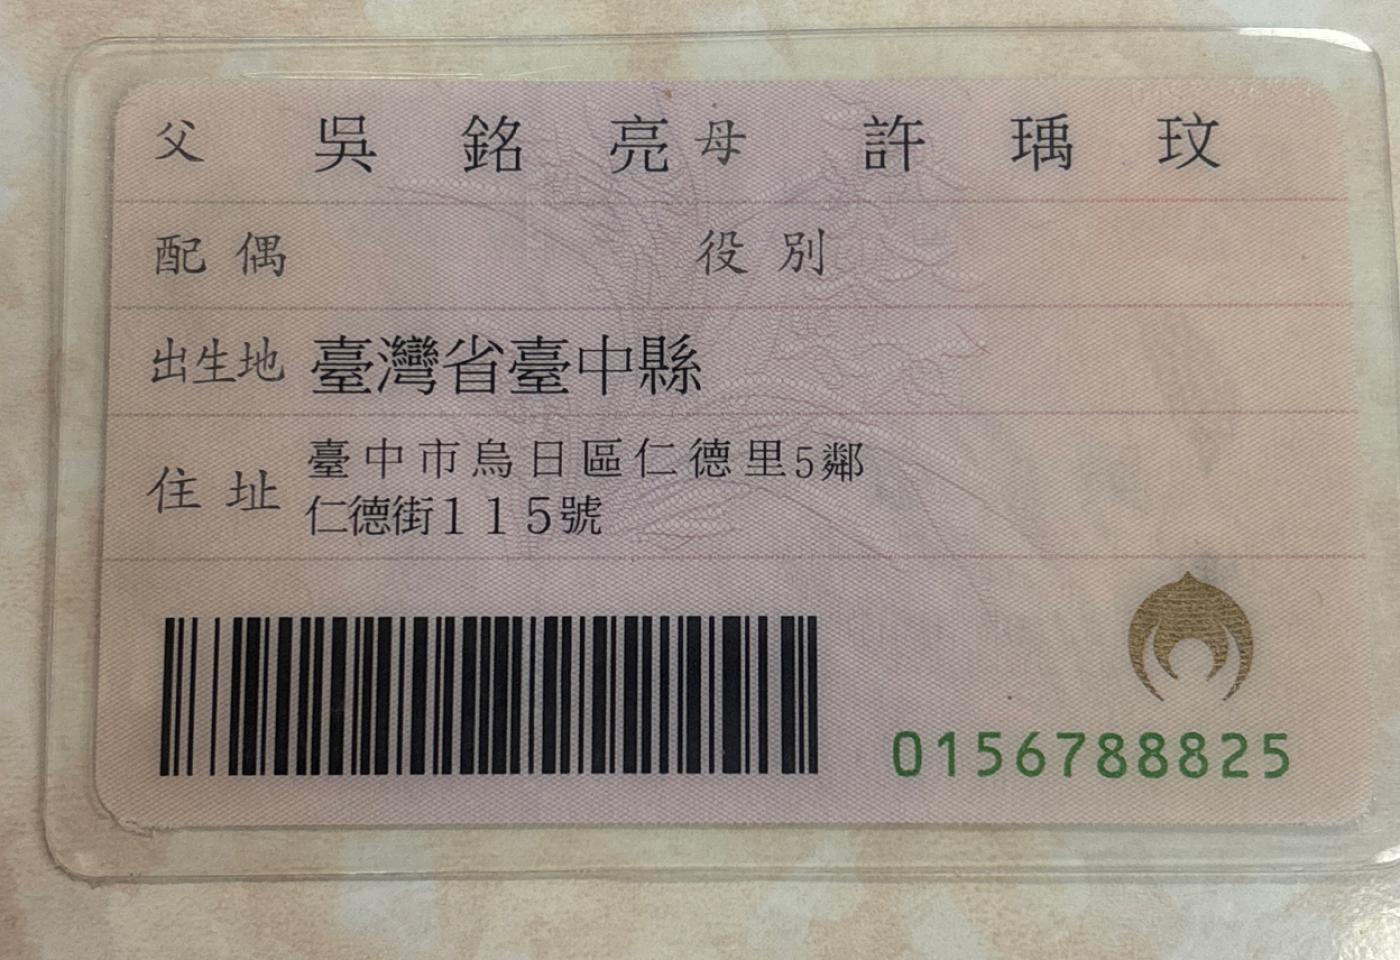 父 吳銘亮 母 許瑀玟
配偶 役別
出生地 臺灣省臺中縣
住址 臺中市烏日區仁德里5鄰
仁德街115號
0156788825